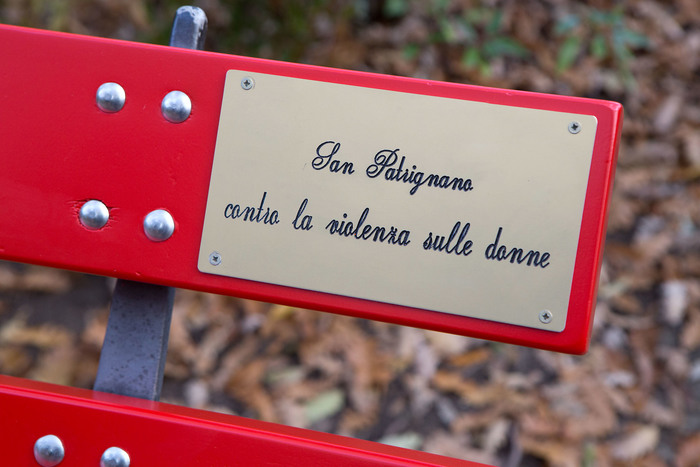 San Patrignano
contro la violenza sulle donne